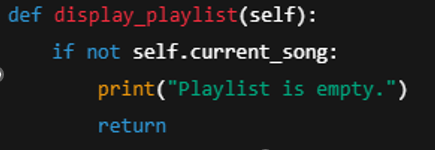 def display_playlist(self):
    if not self.current_song:
        print("Playlist is empty.")
        return